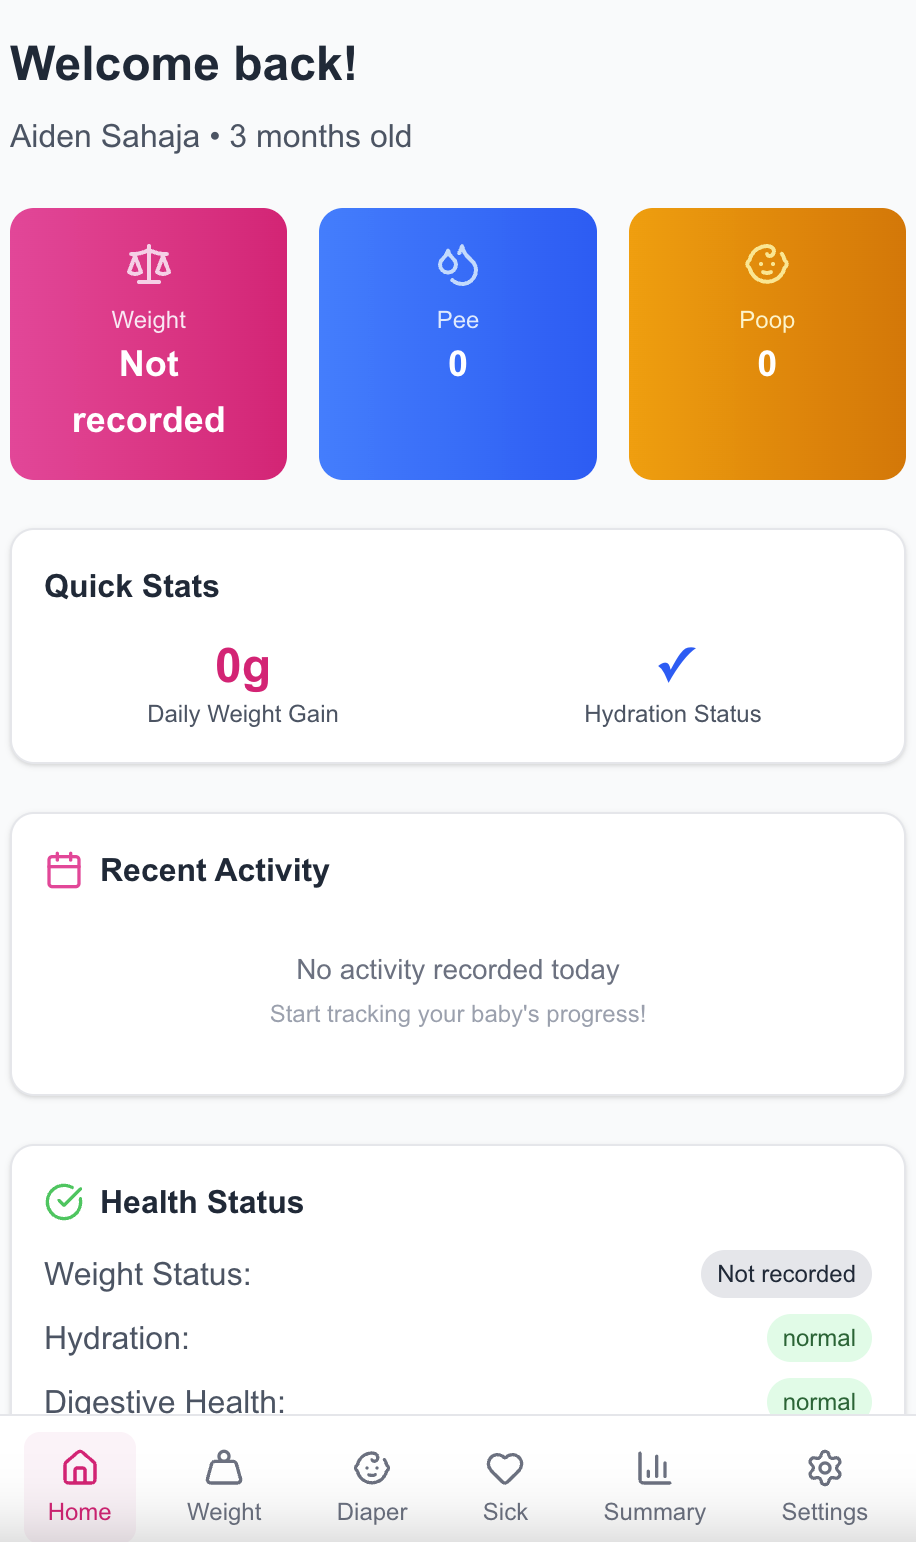 Welcome back!
Aiden Sahaja • 3 months old
Weight
Not
recorded
Pee
0
Poop
0
Quick Stats
0g
Daily Weight Gain
✓
Hydration Status
Recent Activity
No activity recorded today
Start tracking your baby's progress!
Health Status
Weight Status:
Not recorded
Hydration:
normal
Digestive Health:
normal
Home
Weight
Diaper
Sick
Summary
Settings